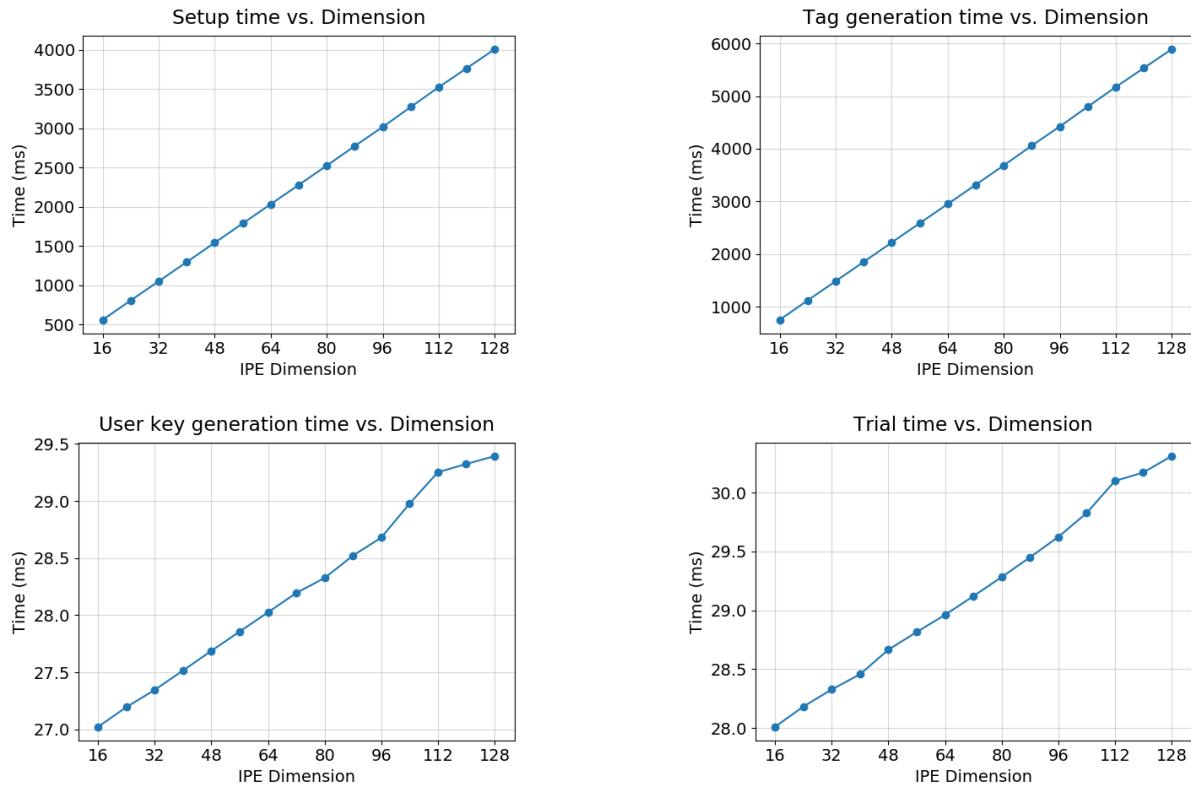 Setup time vs. Dimension
Time (ms)
4000
3500
3000
2500
2000
1500
1000
500
16 32 48 64 80 96 112 128
IPE Dimension
Tag generation time vs. Dimension
Time (ms)
6000
5000
4000
3000
2000
1000
16 32 48 64 80 96 112 128
IPE Dimension
User key generation time vs. Dimension
Time (ms)
29.5
29.0
28.5
28.0
27.5
27.0
16 32 48 64 80 96 112 128
IPE Dimension
Trial time vs. Dimension
Time (ms)
30.0
29.5
29.0
28.5
28.0
16 32 48 64 80 96 112 128
IPE Dimension